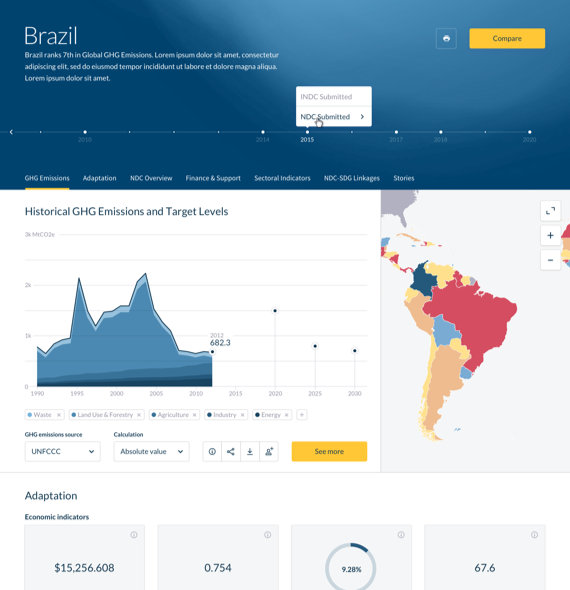 Brazil
Compare
Brazil ranks 7th in Global GHG Emissions. Lorem ipsum dolor sit amet, consectetur
adipiscing elit, sed do eiusmod tempor incididunt ut labore et dolore magna aliqua.
Lorem ipsum dolor sit amet.
INDC Submitted
NDC Submitted
2010
2014
2015
2017
2018
2020
GHG Emissions
Adaptation
NDC Overview
Finance & Support
Sectoral Indicators
NDC-SDG Linkages
Stories
Historical GHG Emissions and Target Levels
3k MtCO2e
2k
1k
0
2012
682.3
1990
1995
2000
2005
2010
2015
2020
2025
2030
Waste
Land Use & Forestry
Agriculture
Industry
Energy
GHG emissions source
Calculation
UNFCCC
Absolute value
See more
Adaptation
Economic indicators
$15,256.608
0.754
9.28%
67.6